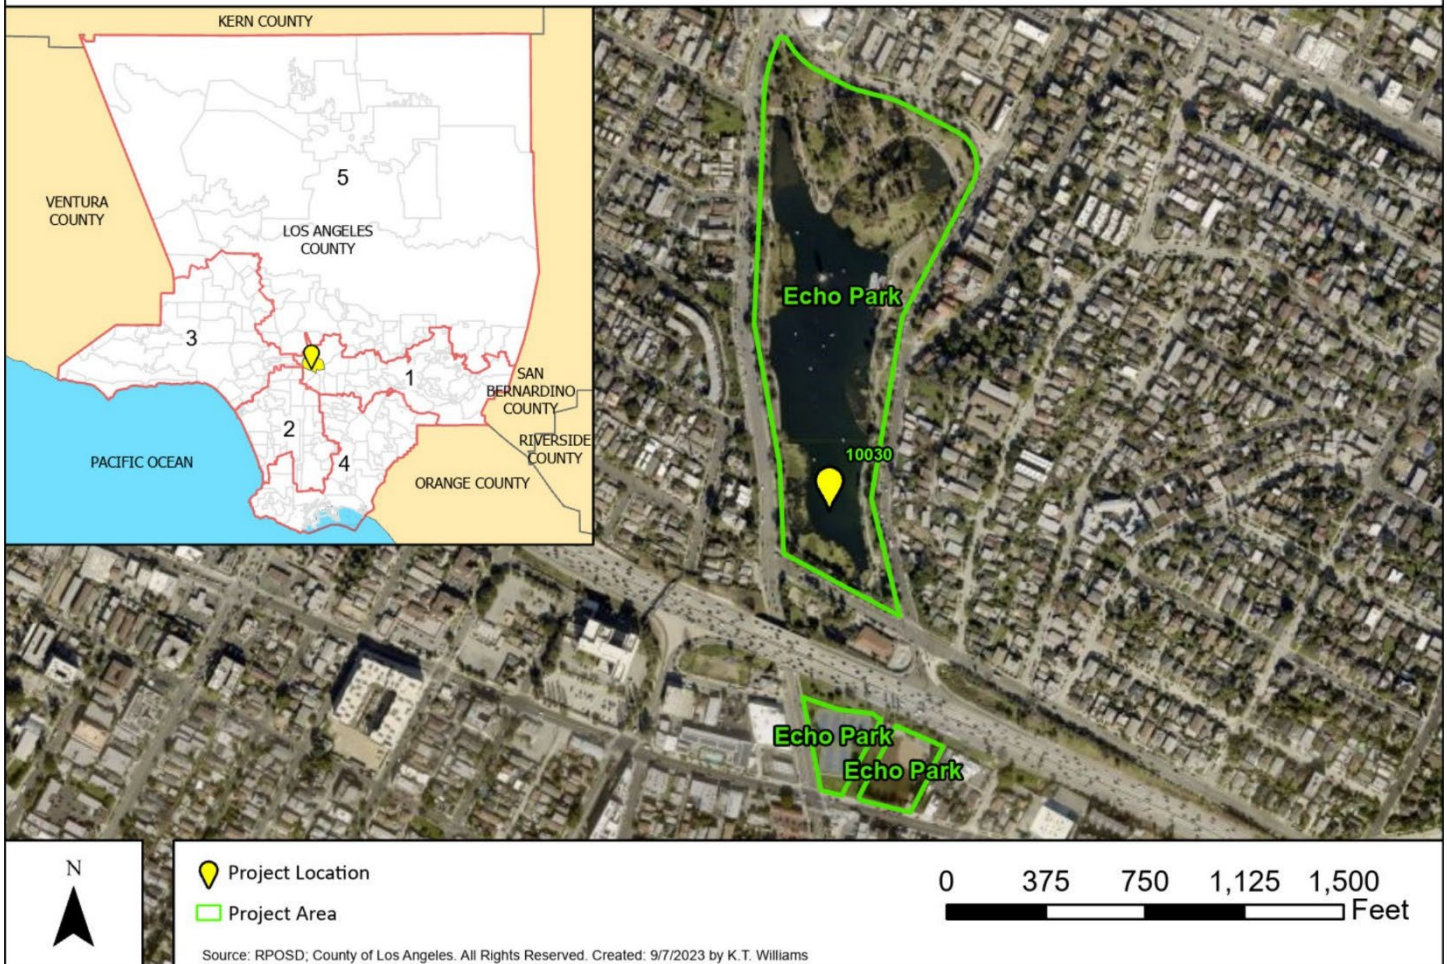 KERN COUNTY
5
VENTURA
COUNTY
LOS ANGELES
COUNTY
3
1
SAN
BERNARDINO
COUNTY
2
RIVERSIDE
COUNTY
4
PACIFIC OCEAN
ORANGE COUNTY
Echo Park
10030
Echo Park
Echo Park
N
Project Location
Project Area
0 375 750 1,125 1,500
Feet
Source: RPOSD; County of Los Angeles. All Rights Reserved. Created: 9/7/2023 by K.T. Williams